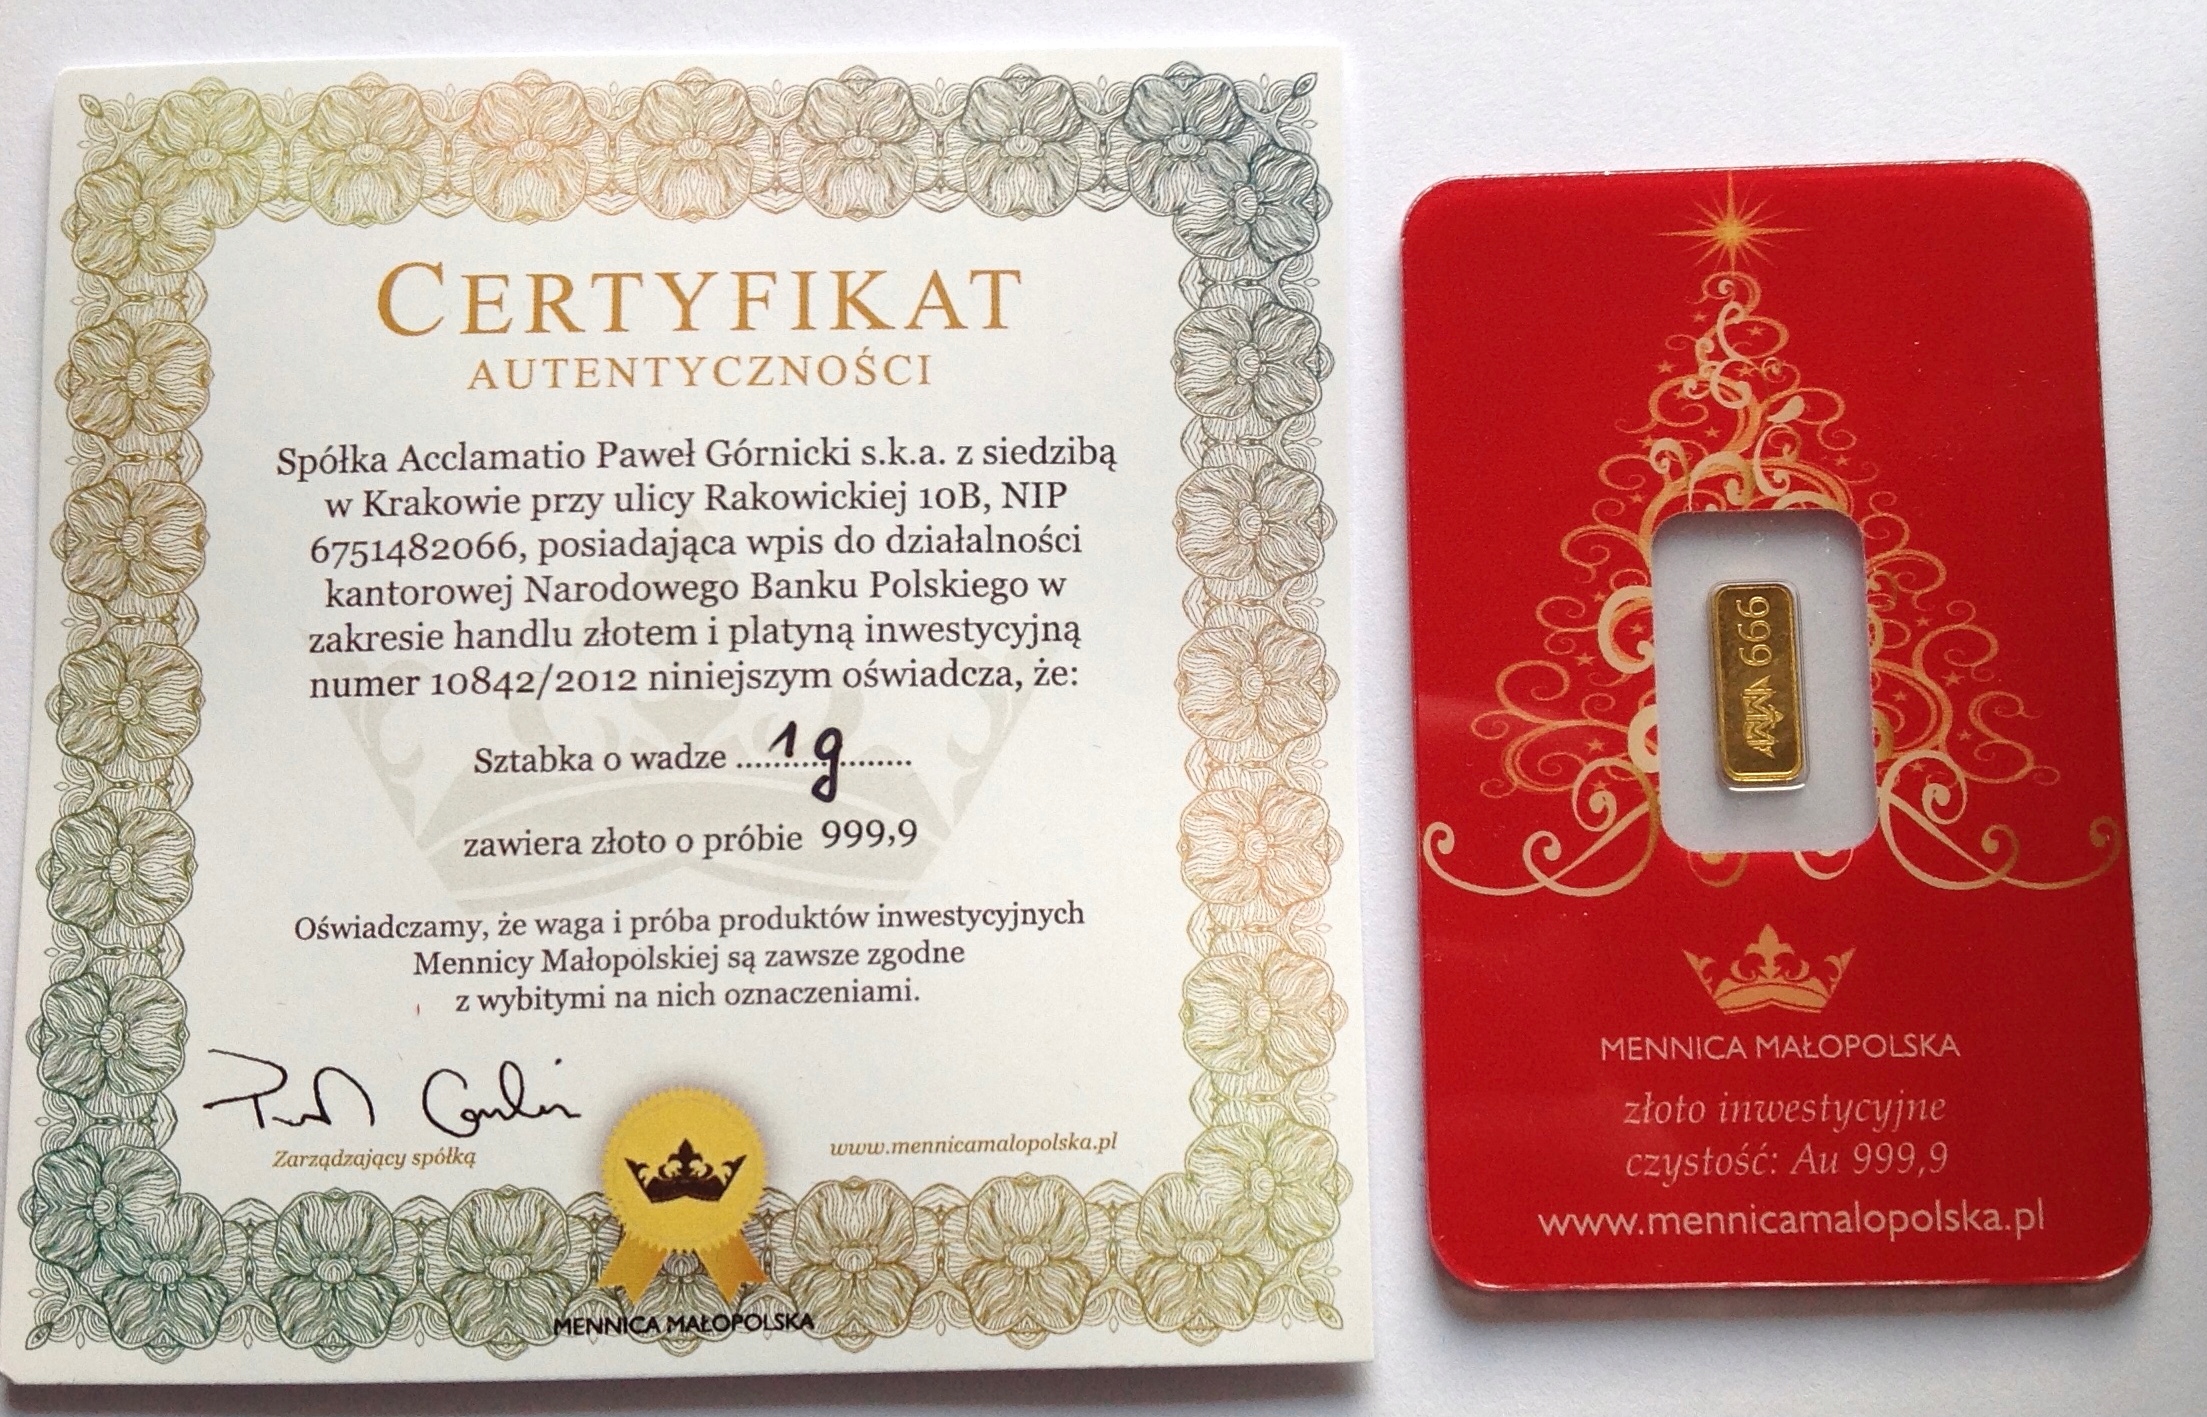 CERTYFIKAT
AUTENTYCZNOŚCI
Spółka Acclamatio Paweł Górnicki s.k.a. z siedzibą
w Krakowie przy ulicy Rakowickiej 10B, NIP
6751482066, posiadająca wpis do działalności
kantorowej Narodowego Banku Polskiego w
zakresie handlu złotem i platyną inwestycyjną
numer 10842/2012 niniejszym oświadcza, że:
Sztabka o wadze ....1 g........
zawiera złoto o próbie 999,9
Oświadczamy, że waga i próba produktów inwestycyjnych
Mennicy Małopolskiej są zawsze zgodne
z wybitymi na nich oznaczeniami.
Zarządzający spółką
www.mennicamalopolska.pl
MENNICA MAŁOPOLSKA
999
MENNICA MAŁOPOLSKA
złoto inwestycyjne
czystość: Au 999,9
www.mennicamalopolska.pl